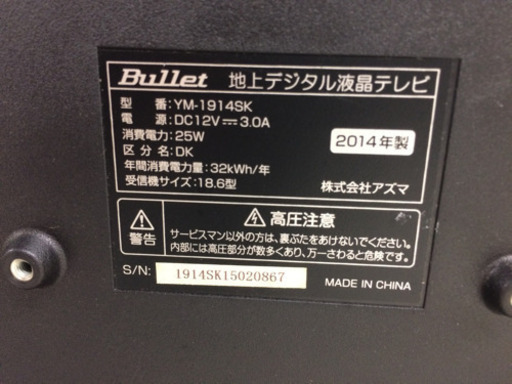 Bullet 地上デジタル液晶テレビ
型 番:YM-1914SK
電 源:DC12V⎓3.0A
消費電力:25W
区 分 名:DK
年間消費電力量:32kWh/年
受信機サイズ:18.6型
2014年製
株式会社アズマ
警告
高圧注意
サービスマン以外の方は、裏ぶたをあけないでください。
内部には高圧部分が数多くあり、万一さわると危険です。
S/N: 1914SK15020867
MADE IN CHINA